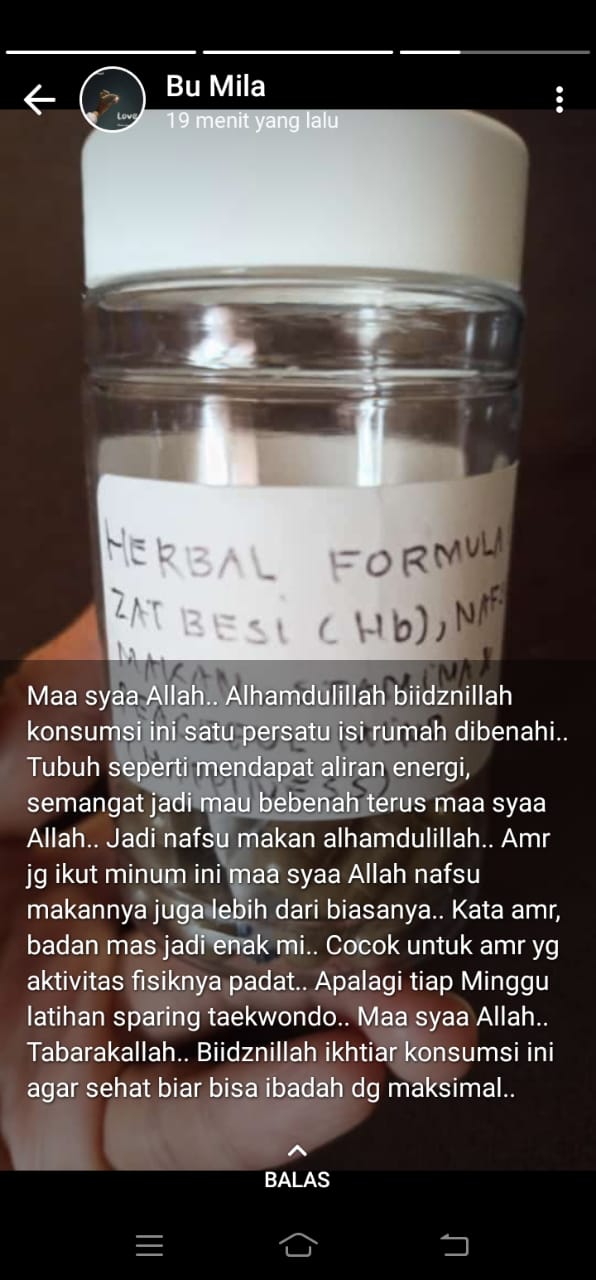 Bu Mila
19 menit yang lalu
Love
HERBAL FORMULA
ZAT BESI (Hb), NAF
MAKAN
Maa syaa Allah.. Alhamdulillah biidznillah
konsumsi ini satu persatu isi rumah dibenahi..
Tubuh seperti mendapat aliran energi,
semangat jadi mau bebenah terus maa syaa
Allah.. Jadi nafsu makan alhamdulillah.. Amr
jg ikut minum ini maa syaa Allah nafsu
makannya juga lebih dari biasanya.. Kata amr,
badan mas jadi enak mi.. Cocok untuk amr yg
aktivitas fisiknya padat.. Apalagi tiap Minggu
latihan sparing taekwondo.. Maa syaa Allah..
Tabarakallah.. Biidznillah ikhtiar konsumsi ini
agar sehat biar bisa ibadah dg maksimal..
BALAS